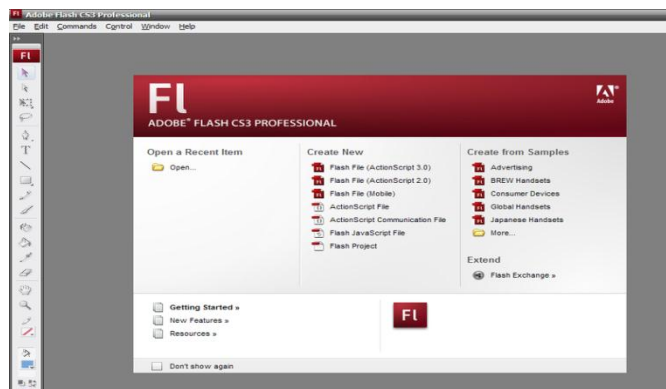 Adobe Flash CS3 Professional
File Edit Commands Control Window Help
Fl
Fl
Adobe
ADOBE® FLASH CS3 PROFESSIONAL
Open a Recent Item
Open...
Create New
Flash File (ActionScript 3.0)
Flash File (ActionScript 2.0)
Flash File (Mobile)
ActionScript File
ActionScript Communication File
Flash JavaScript File
Flash Project
Create from Samples
Advertising
BREW Handsets
Consumer Devices
Global Handsets
Japanese Handsets
More...
Extend
Flash Exchange »
Getting Started »
New Features »
Resources »
Fl
Don't show again